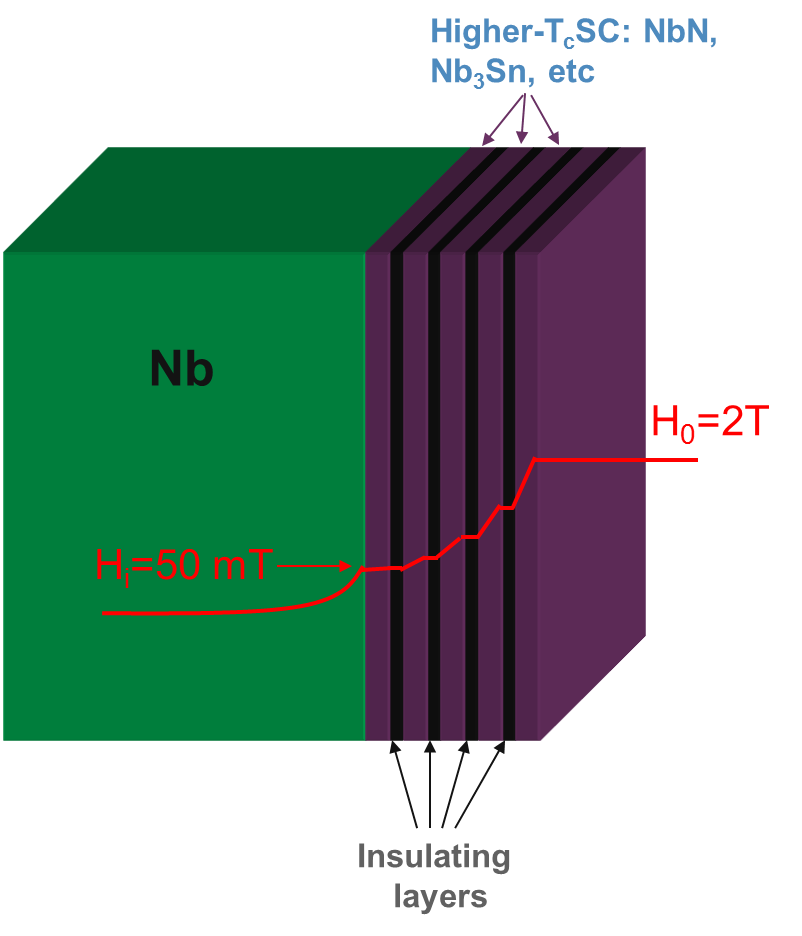 Higher-TcSC: NbN,
Nb3Sn, etc
Nb
H0=2T
Hi=50 mT
Insulating
layers